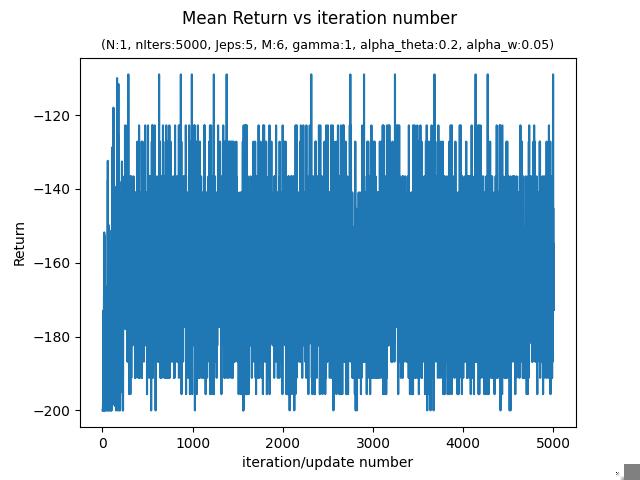 Mean Return vs iteration number
(N:1, nIters:5000, Jeps:5, M:6, gamma:1, alpha_theta:0.2, alpha_w:0.05)
−120
−140
−160
−180
−200
Return
0 1000 2000 3000 4000 5000
iteration/update number